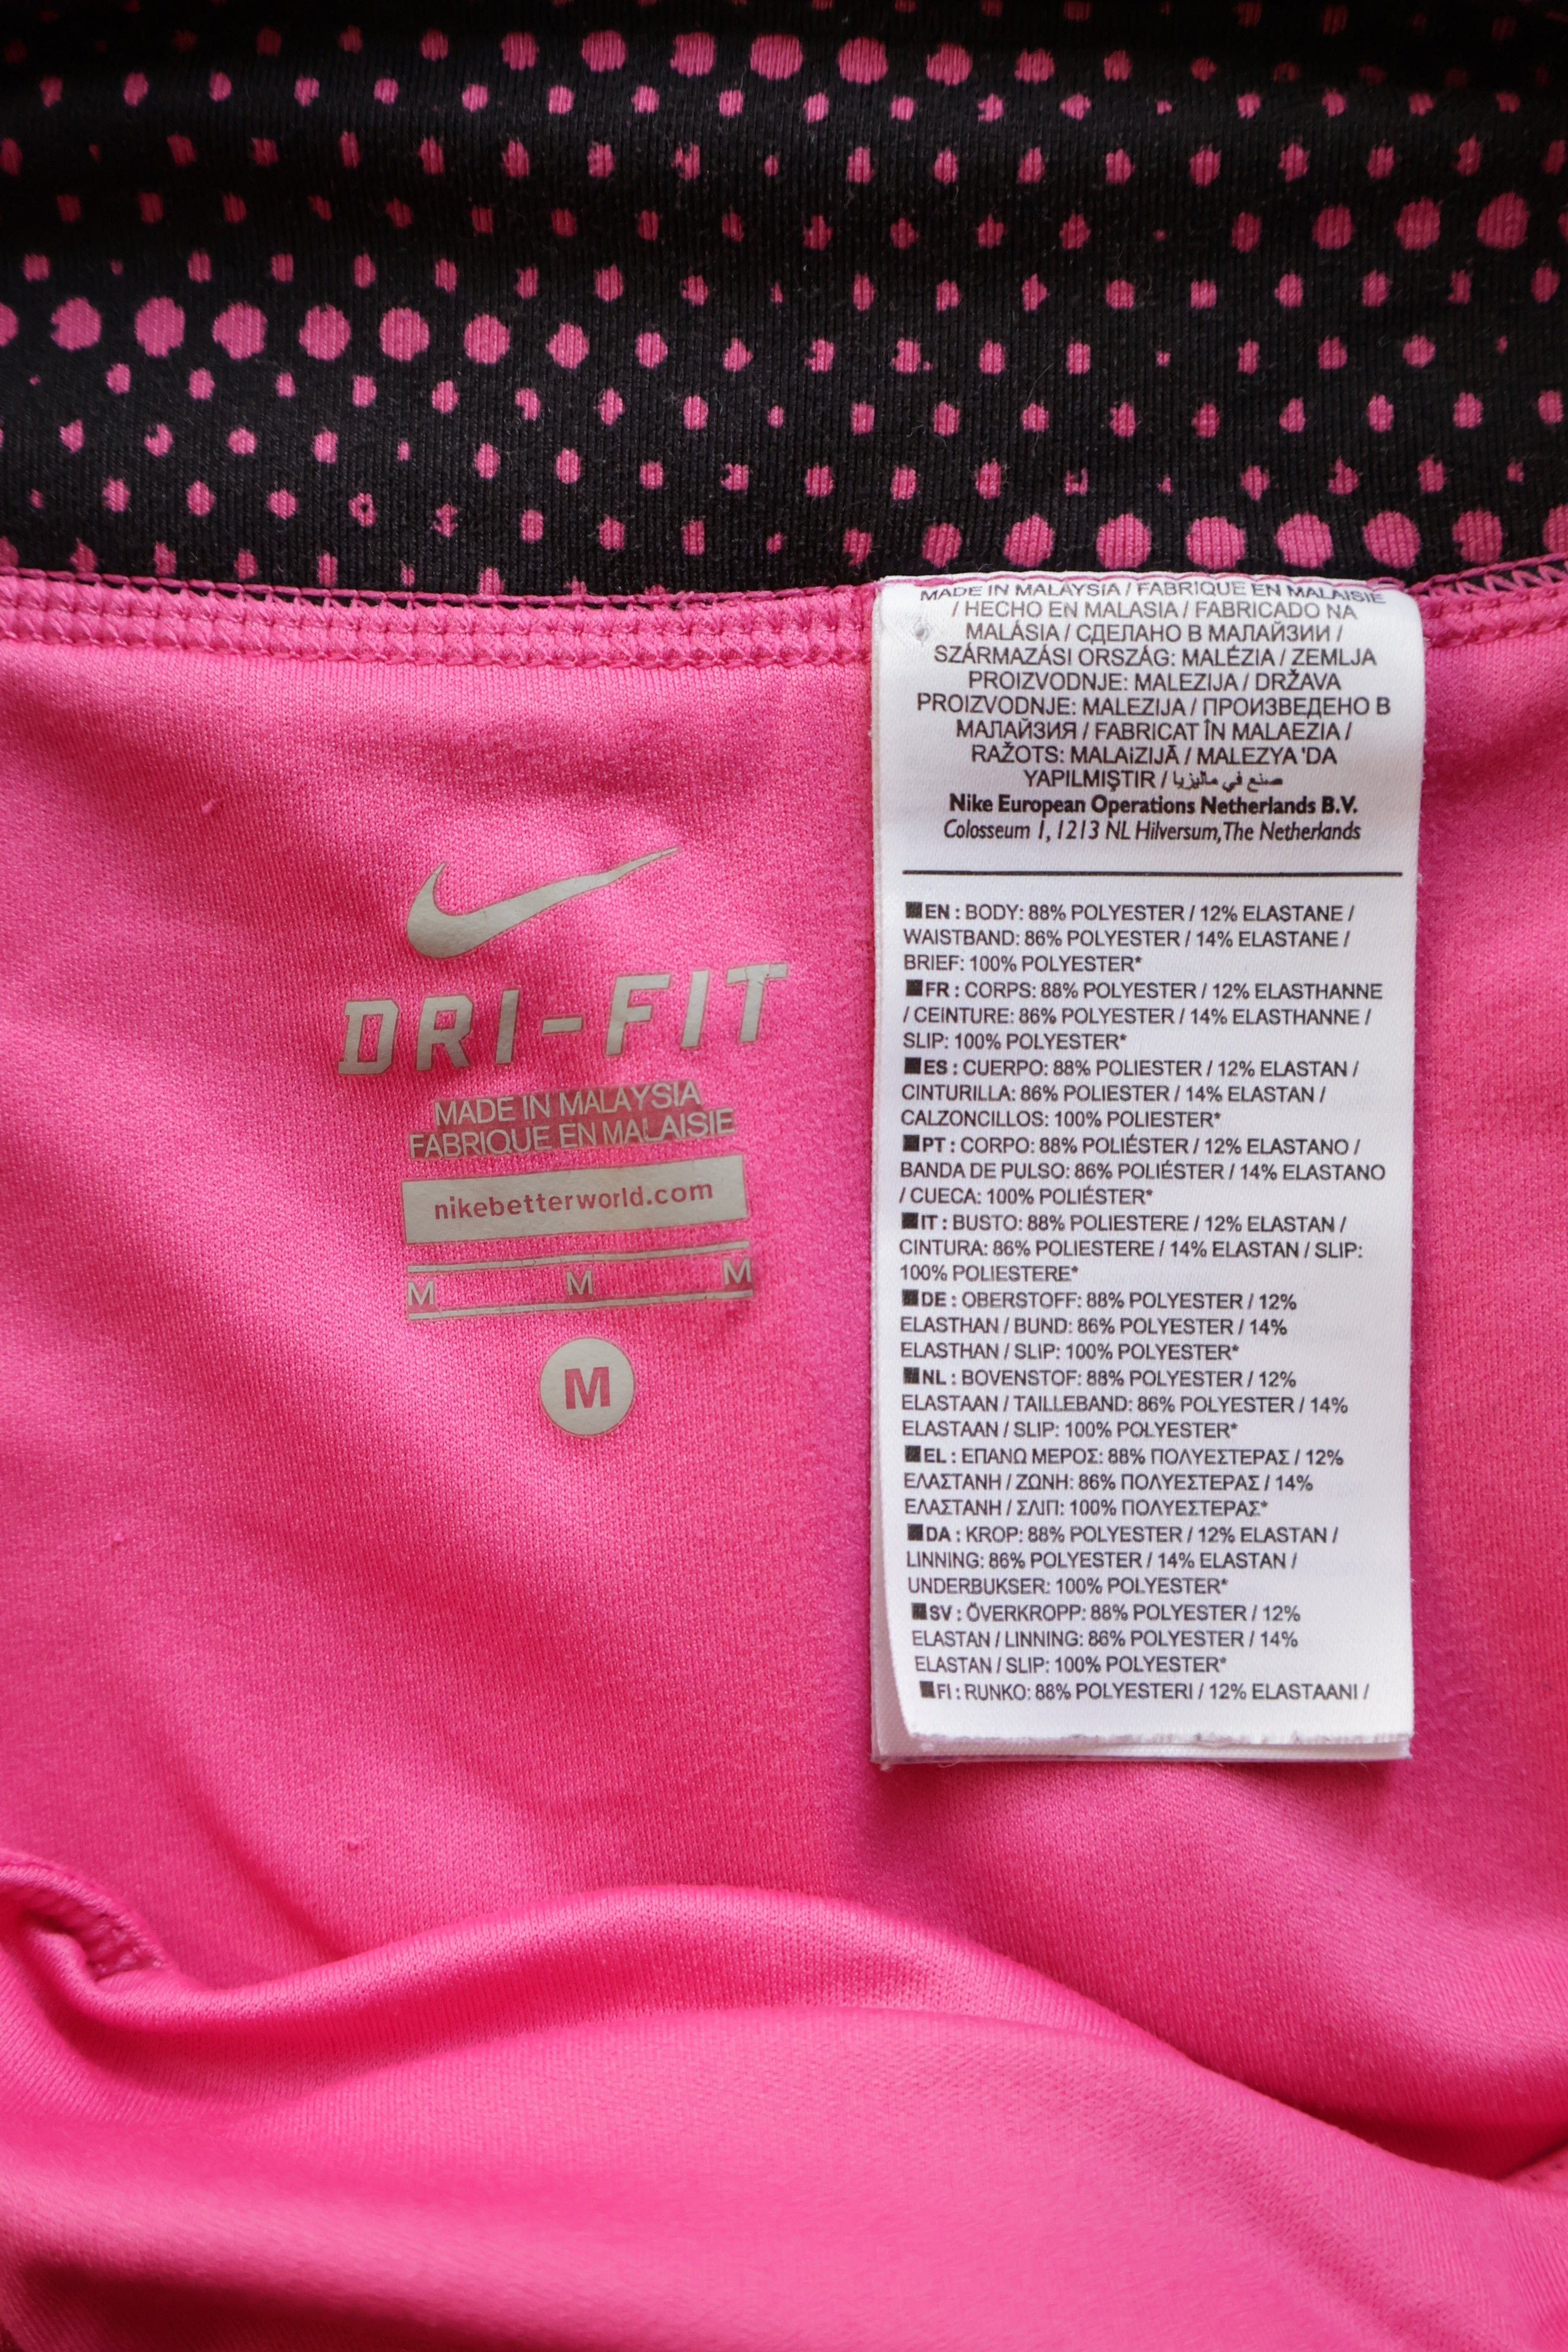 DRI-FIT
MADE IN MALAYSIA
FABRIQUE EN MALAISIE
nikebetterworld.com
M M M
M
MADE IN MALAYSIA / FABRIQUE EN MALAISIE
/ HECHO EN MALASIA / FABRICADO NA
MALÁSIA / СДЕЛАНО В МАЛАЙЗИИ /
SZÁRMAZÁSI ORSZÁG: MALÉZIA / ZEMLJA
PROIZVODNJE: MALEZIJA / DRŽAVA
PROIZVODNJE: MALEZIJA / ПРОИЗВЕДЕНО В
МАЛАЙЗИЯ / FABRICAT ÎN MALAEZIA /
RAŽOTS: MALAiZIJĀ / MALEZYA 'DA
YAPILMIŞTIR / صنع في ماليزيا
Nike European Operations Netherlands B.V.
Colosseum 1, 1213 NL Hilversum, The Netherlands
EN : BODY: 88% POLYESTER / 12% ELASTANE /
WAISTBAND: 86% POLYESTER / 14% ELASTANE /
BRIEF: 100% POLYESTER*
FR : CORPS: 88% POLYESTER / 12% ELASTHANNE
/ CEINTURE: 86% POLYESTER / 14% ELASTHANNE /
SLIP: 100% POLYESTER*
ES : CUERPO: 88% POLIESTER / 12% ELASTAN /
CINTURILLA: 86% POLIESTER / 14% ELASTAN /
CALZONCILLOS: 100% POLIESTER*
PT : CORPO: 88% POLIÉSTER / 12% ELASTANO /
BANDA DE PULSO: 86% POLIÉSTER / 14% ELASTANO
/ CUECA: 100% POLIÉSTER*
IT : BUSTO: 88% POLIESTERE / 12% ELASTAN /
CINTURA: 86% POLIESTERE / 14% ELASTAN / SLIP:
100% POLIESTERE*
DE : OBERSTOFF: 88% POLYESTER / 12%
ELASTHAN / BUND: 86% POLYESTER / 14%
ELASTHAN / SLIP: 100% POLYESTER*
NL : BOVENSTOF: 88% POLYESTER / 12%
ELASTAAN / TAILLEBAND: 86% POLYESTER / 14%
ELASTAAN / SLIP: 100% POLYESTER*
EL : ΕΠΑΝΩ ΜΕΡΟΣ: 88% ΠΟΛΥΕΣΤΕΡΑΣ / 12%
ΕΛΑΣΤΑΝΗ / ΖΩΝΗ: 86% ΠΟΛΥΕΣΤΕΡΑΣ / 14%
ΕΛΑΣΤΑΝΗ / ΣΛΙΠ: 100% ΠΟΛΥΕΣΤΕΡΑΣ*
DA : KROP: 88% POLYESTER / 12% ELASTAN /
LINNING: 86% POLYESTER / 14% ELASTAN /
UNDERBUKSER: 100% POLYESTER*
SV : ÖVERKROPP: 88% POLYESTER / 12%
ELASTAN / LINNING: 86% POLYESTER / 14%
ELASTAN / SLIP: 100% POLYESTER*
FI : RUNKO: 88% POLYESTERI / 12% ELASTAANI /